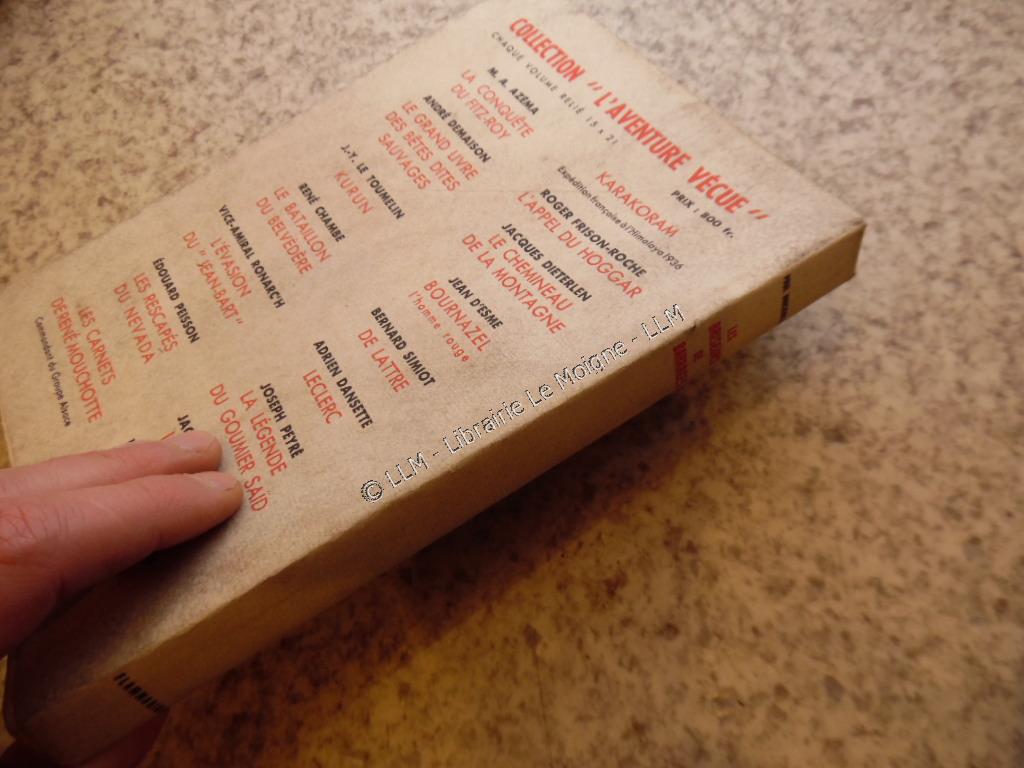 COLLECTION "L'AVENTURE VÉCUE"
CHAQUE VOLUME RELIÉ 15 x 21
PRIX : 800 fr.
M. A. AZÉMA
LA CONQUÊTE
DU FITZ-ROY
ANDRÉ DEMAISON
LE GRAND LIVRE
DES BÊTES DITES
SAUVAGES
J.-Y. LE TOUMELIN
KURUN
RENÉ CHAMBE
LE BATAILLON
DU BELVÉDÈRE
VICE-AMIRAL RONARC'H
L'ÉVASION
DU "JEAN-BART"
ÉDOUARD PEISSON
LES RESCAPÉS
DU NEVADA
LES CARNETS
DE RENÉ MOUCHOTTE
Commandant du Groupe Alsace
KARAKORAM
Expédition française à l'Himalaya 1936
ROGER FRISON-ROCHE
L'APPEL DU HOGGAR
JACQUES DIETERLEN
LE CHEMINEAU
DE LA MONTAGNE
JEAN D'ESME
BOURNAZEL
l'homme rouge
BERNARD SIMIOT
DE LATTRE
ADRIEN DANSETTE
LECLERC
JOSEPH PEYRÉ
LA LÉGENDE
DU GOUMIER SAÏD
LES
DE
© LLM - Librairie Le Moigne - LLM